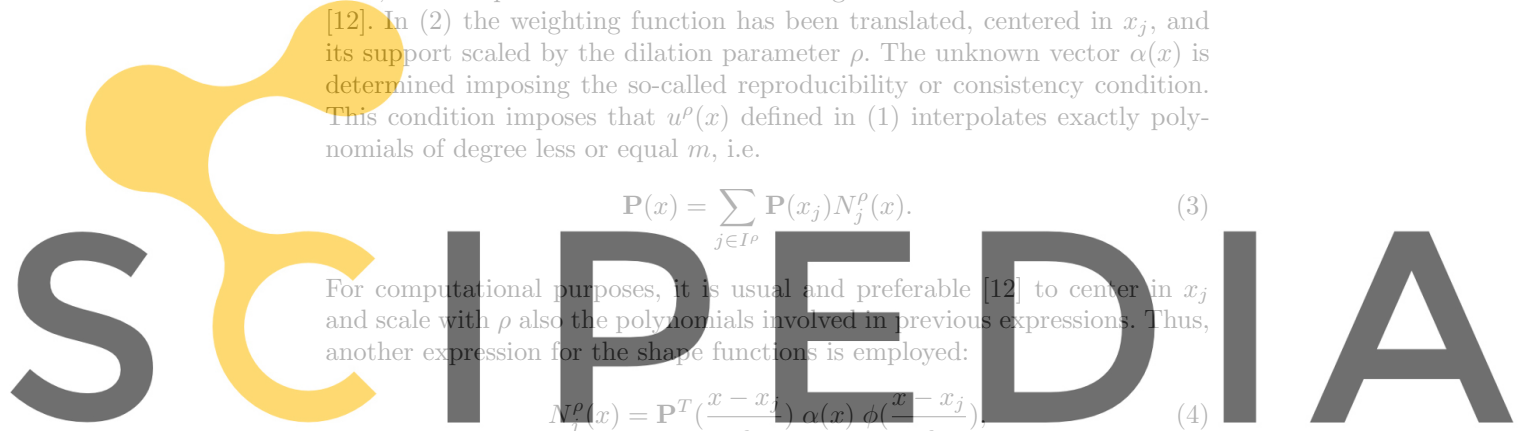 [12]. In (2) the weighting function has been translated, centered in x_j, and
its support scaled by the dilation parameter ρ. The unknown vector α(x) is
determined imposing the so-called reproducibility or consistency condition.
This condition imposes that u^ρ(x) defined in (1) interpolates exactly poly-
nomials of degree less or equal m, i.e.
P(x) = ∑_{j∈I^ρ} P(x_j)N_j^ρ(x). (3)
SCIPEDIA
For computational purposes, it is usual and preferable [12] to center in x_j
and scale with ρ also the polynomials involved in previous expressions. Thus,
another expression for the shape functions is employed:
N_j^ρ(x) = P^T(x − x_j) α(x) φ(x − x_j), (4)